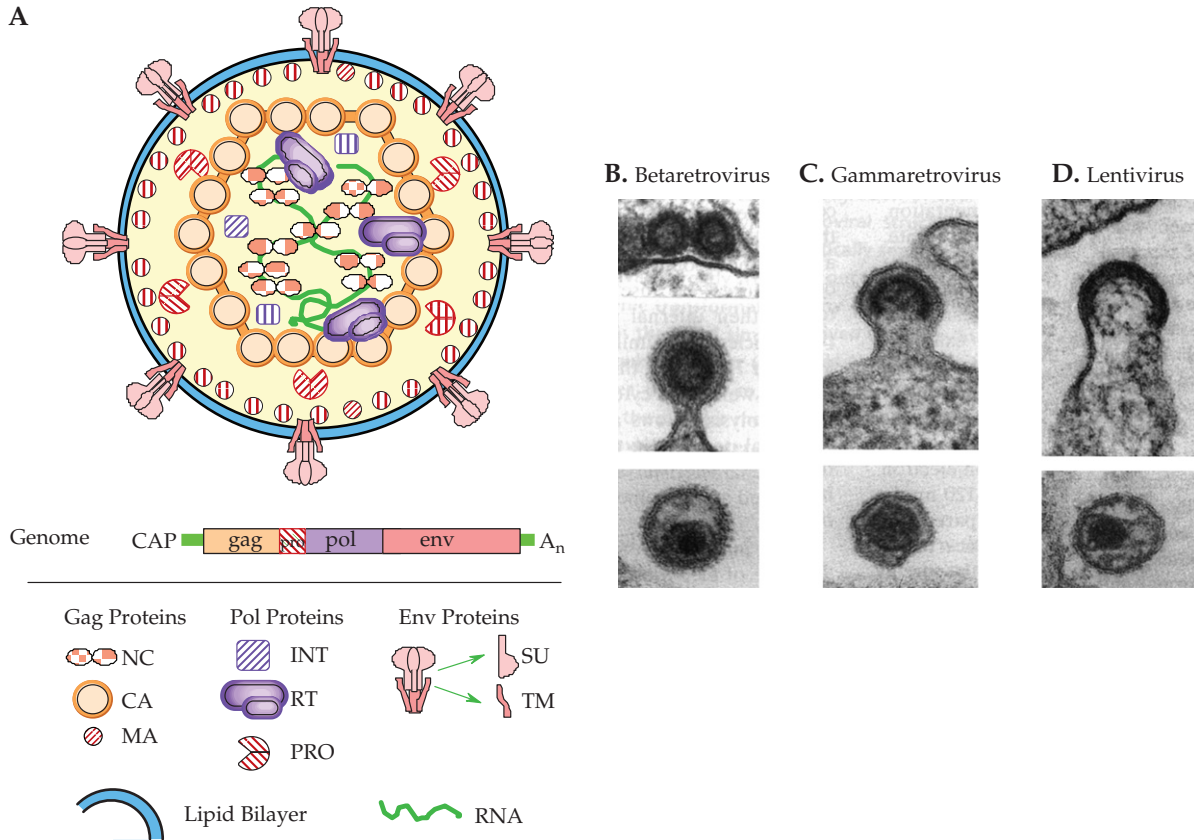 A
B. Betaretrovirus
C. Gammaretrovirus
D. Lentivirus
Genome
CAP gag pro pol env An
Gag Proteins
Pol Proteins
Env Proteins
NC
INT
SU
CA
RT
TM
MA
PRO
Lipid Bilayer
RNA